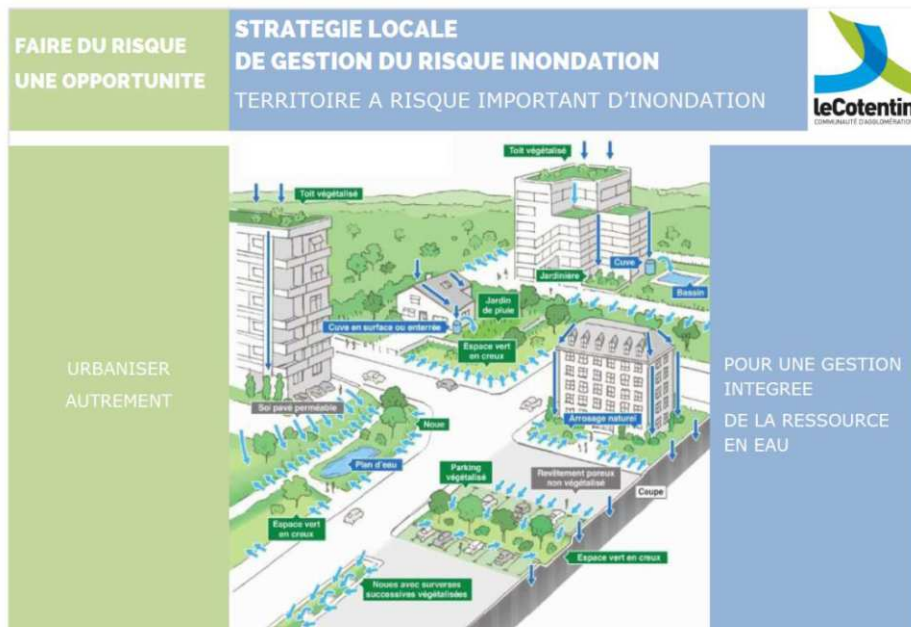 FAIRE DU RISQUE
UNE OPPORTUNITE
STRATEGIE LOCALE
DE GESTION DU RISQUE INONDATION
TERRITOIRE A RISQUE IMPORTANT D'INONDATION
leCotentin
COMMUNAUTÉ D'AGGLOMÉRATION
URBANISER
AUTREMENT
Toit végétalisé
Toit végétalisé
Jardinière
Cuve
Bassin
Jardin
de pluie
Cuve en surface ou enterrée
Espace vert
en creux
Sol pavé perméable
Noue
Arrosage naturel
Plan d'eau
Parking
végétalisé
Revêtement poreux
non végétalisé
Coupe
Espace vert
en creux
Espace vert en creux
Noues avec surverses
successives végétalisées
POUR UNE GESTION
INTEGREE
DE LA RESSOURCE
EN EAU